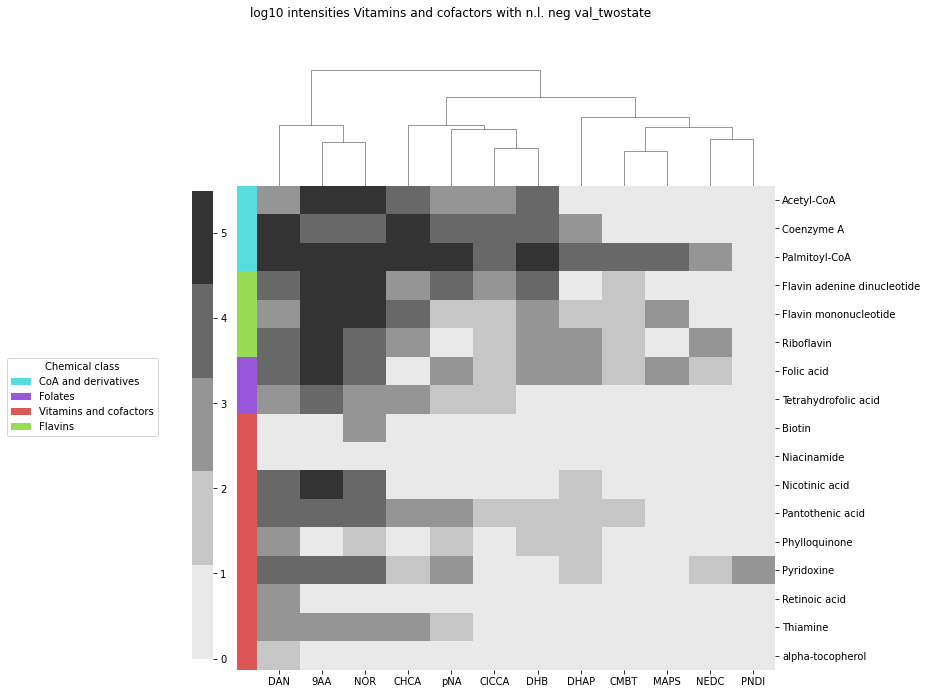 log10 intensities Vitamins and cofactors with n.l. neg val_twostate
5
4
3
2
1
0
Chemical class
CoA and derivatives
Folates
Vitamins and cofactors
Flavins
Acetyl-CoA
Coenzyme A
Palmitoyl-CoA
Flavin adenine dinucleotide
Flavin mononucleotide
Riboflavin
Folic acid
Tetrahydrofolic acid
Biotin
Niacinamide
Nicotinic acid
Pantothenic acid
Phylloquinone
Pyridoxine
Retinoic acid
Thiamine
alpha-tocopherol
DAN 9AA NOR CHCA pNA ClCCA DHB DHAP CMBT MAPS NEDC PNDI